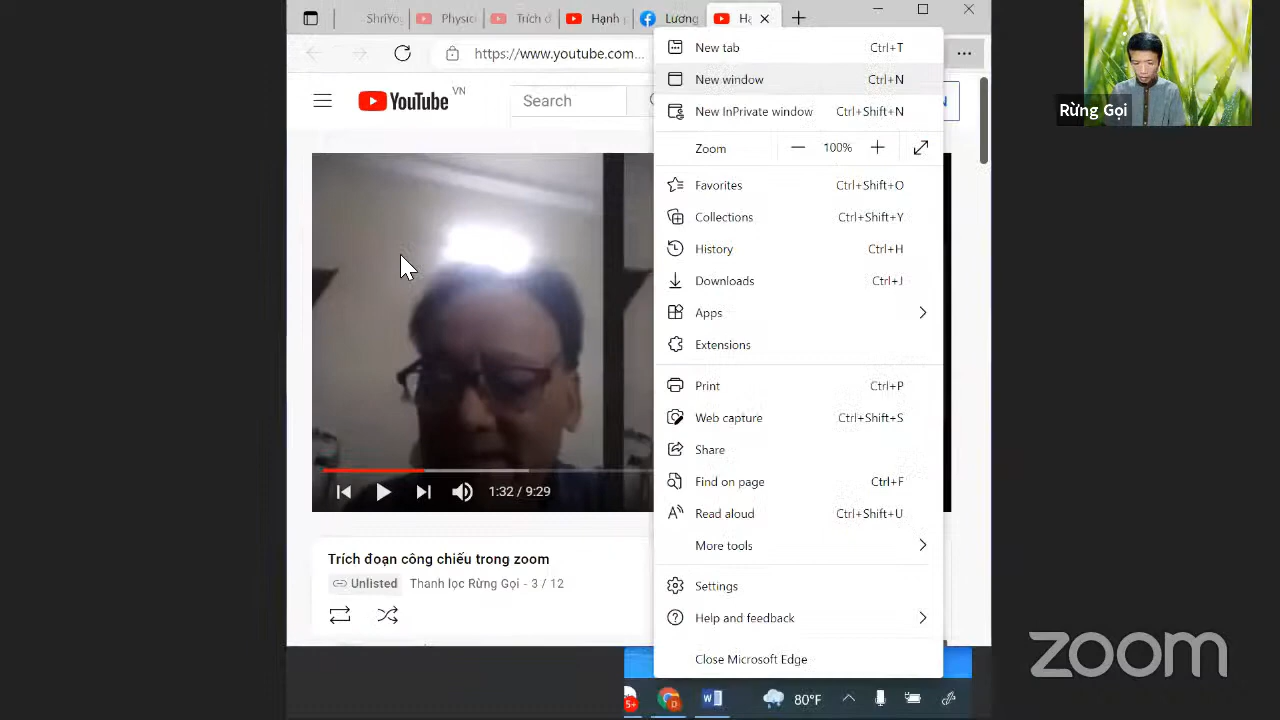 ShriYog
Physic
Trích đ
Hạnh
Lương
Hạ
https://www.youtube.com...
YouTube VN
Search
New tab Ctrl+T
New window Ctrl+N
New InPrivate window Ctrl+Shift+N
Zoom 100%
Favorites Ctrl+Shift+O
Collections Ctrl+Shift+Y
History Ctrl+H
Downloads Ctrl+J
Apps
Extensions
Print Ctrl+P
Web capture Ctrl+Shift+S
Share
Find on page Ctrl+F
Read aloud Ctrl+Shift+U
More tools
Settings
Help and feedback
Close Microsoft Edge
1:32 / 9:29
Trích đoạn công chiếu trong zoom
Unlisted Thanh lọc Rừng Gọi - 3 / 12
5+
80°F
Rừng Gọi
zoom